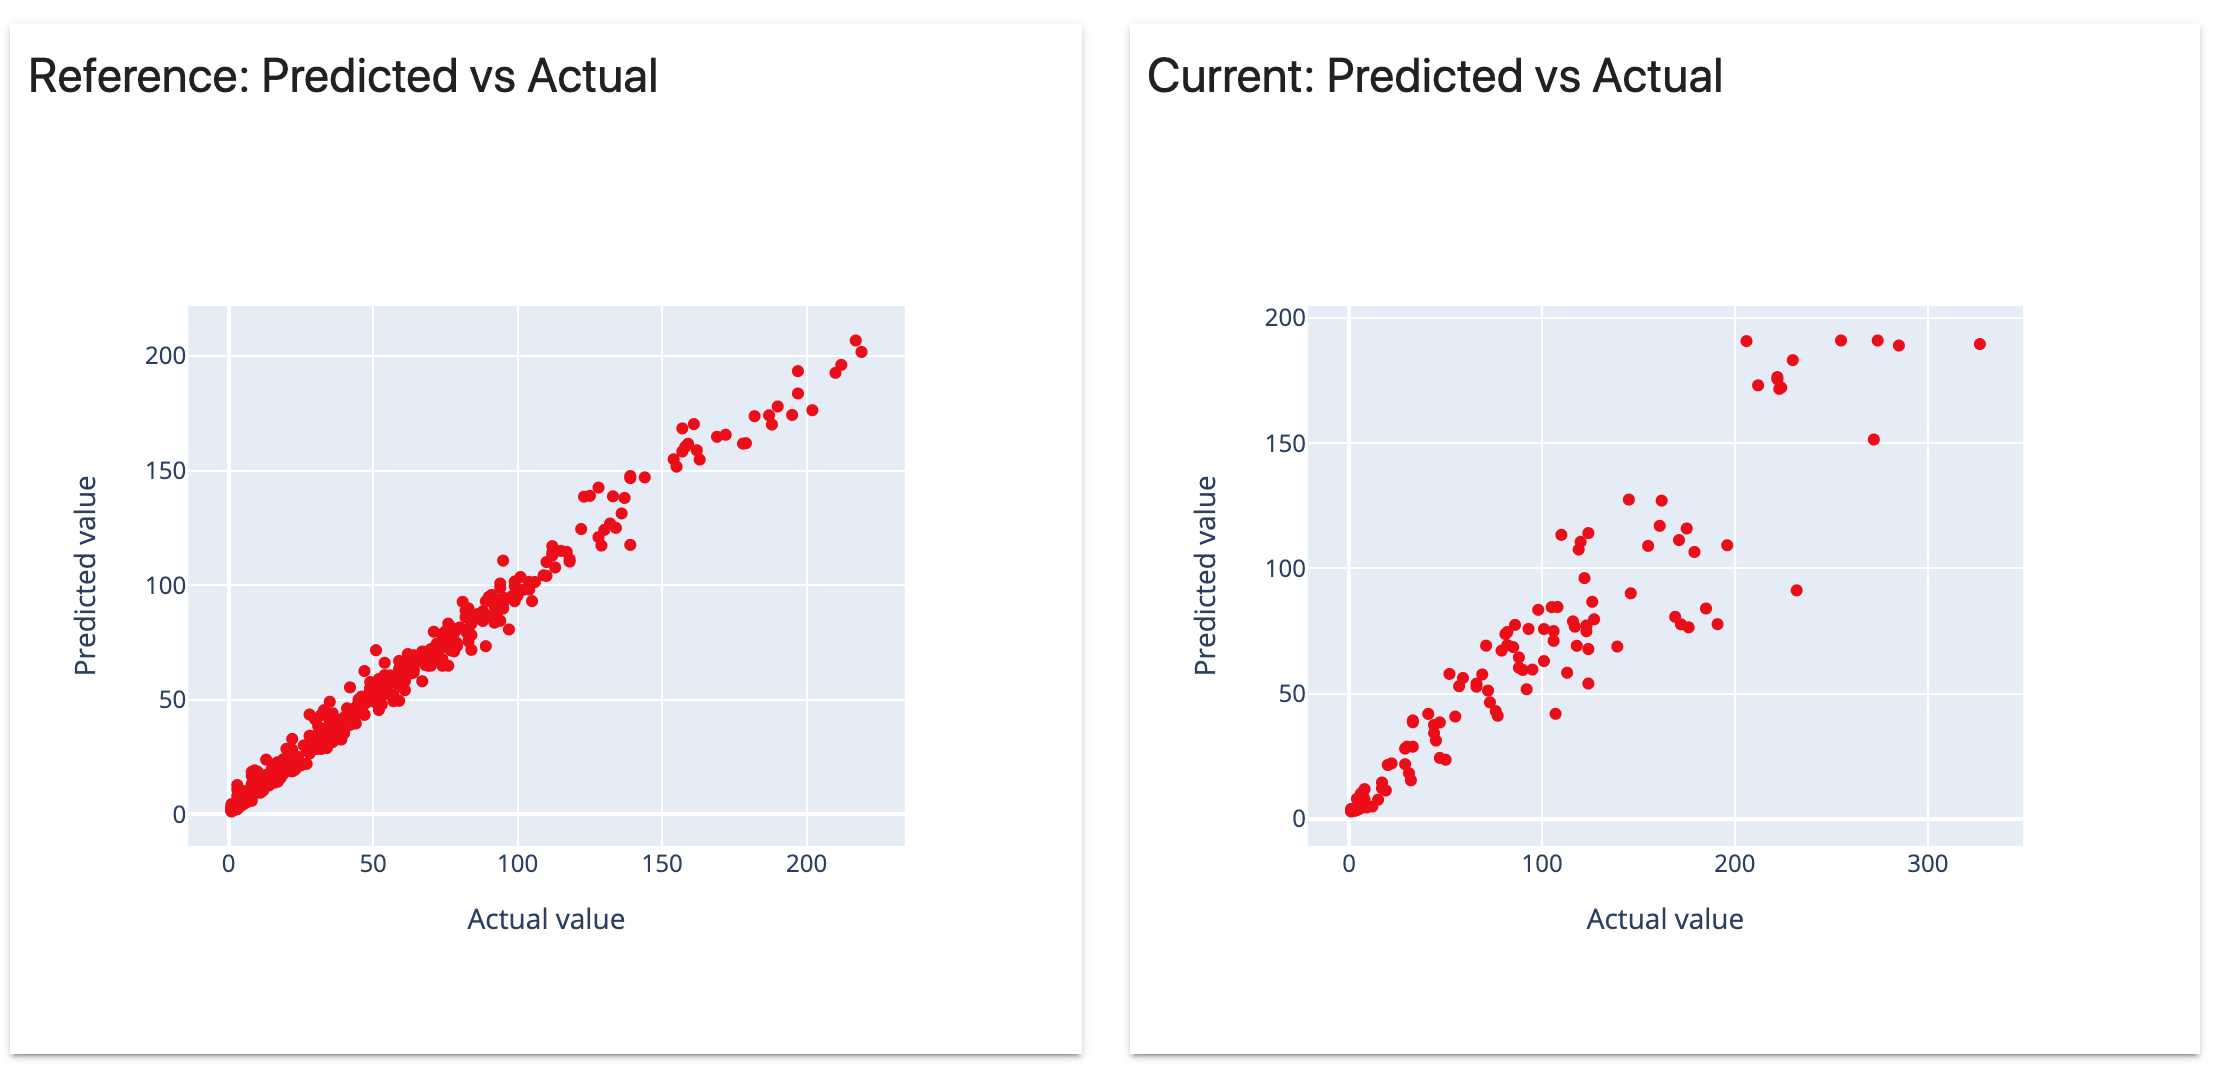 Reference: Predicted vs Actual
200
150
100
50
0
Predicted value
0 50 100 150 200
Actual value
Current: Predicted vs Actual
200
150
100
50
0
Predicted value
0 100 200 300
Actual value